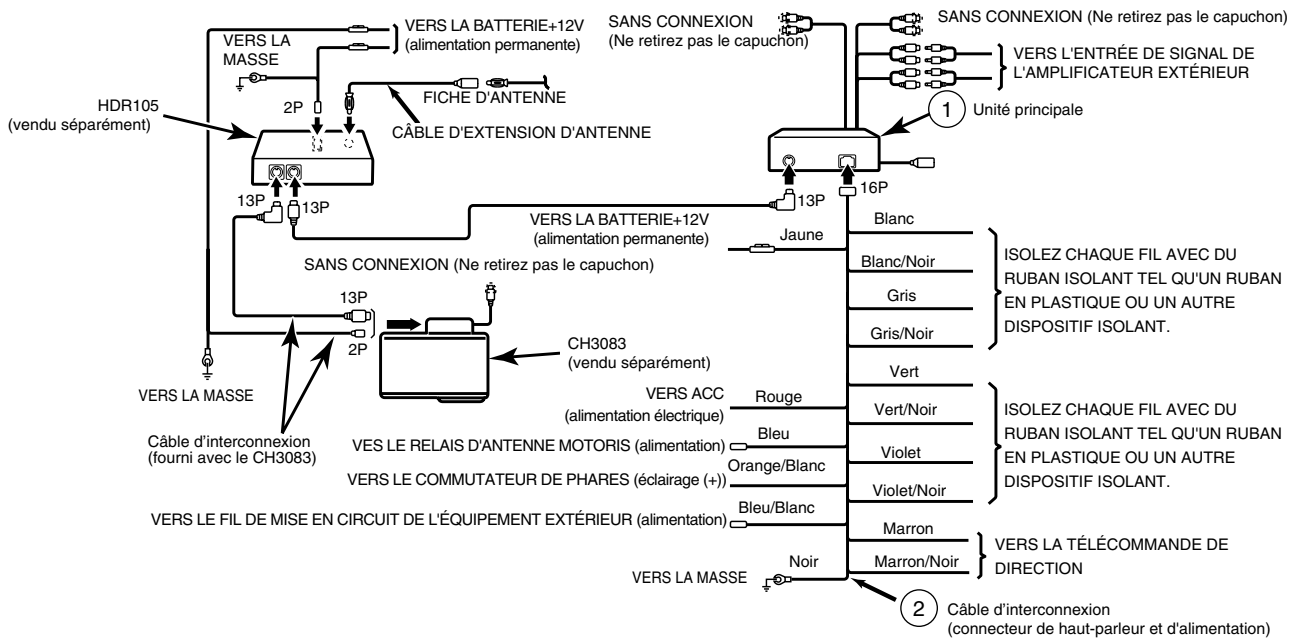 VERS LA BATTERIE+12V
(alimentation permanente)
VERS LA
MASSE
2P
FICHE D'ANTENNE
CÂBLE D'EXTENSION D'ANTENNE
HDR105
(vendu séparément)
13P
13P
SANS CONNEXION
(Ne retirez pas le capuchon)
SANS CONNEXION (Ne retirez pas le capuchon)
VERS L'ENTRÉE DE SIGNAL DE
L'AMPLIFICATEUR EXTÉRIEUR
1
Unité principale
13P
16P
VERS LA BATTERIE+12V
(alimentation permanente)
Jaune
SANS CONNEXION (Ne retirez pas le capuchon)
13P
2P
CH3083
(vendu séparément)
VERS LA MASSE
Câble d'interconnexion
(fourni avec le CH3083)
Blanc
Blanc/Noir
Gris
Gris/Noir
ISOLEZ CHAQUE FIL AVEC DU
RUBAN ISOLANT TEL QU'UN RUBAN
EN PLASTIQUE OU UN AUTRE
DISPOSITIF ISOLANT.
Vert
Vert/Noir
Violet
Violet/Noir
ISOLEZ CHAQUE FIL AVEC DU
RUBAN ISOLANT TEL QU'UN RUBAN
EN PLASTIQUE OU UN AUTRE
DISPOSITIF ISOLANT.
VERS ACC
(alimentation électrique)
Rouge
VES LE RELAIS D'ANTENNE MOTORIS (alimentation)
Bleu
VERS LE COMMUTATEUR DE PHARES (éclairage (+))
Orange/Blanc
VERS LE FIL DE MISE EN CIRCUIT DE L'ÉQUIPEMENT EXTÉRIEUR (alimentation)
Bleu/Blanc
Marron
Marron/Noir
VERS LA TÉLÉCOMMANDE DE
DIRECTION
VERS LA MASSE
Noir
2
Câble d'interconnexion
(connecteur de haut-parleur et d'alimentation)